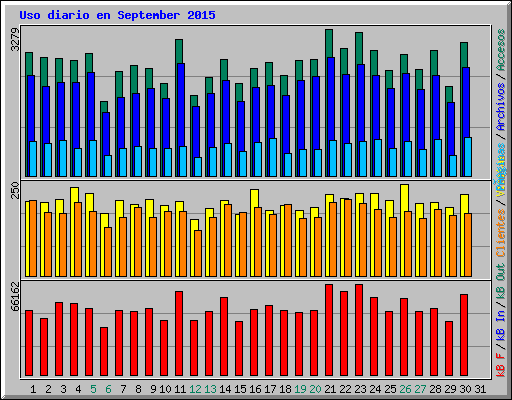 Uso diario en September 2015
3279
250
66162
kB F / kB In / kB Out Clientes / Páginas / Archivos / Accesos
1 2 3 4 5 6 7 8 9 10 11 12 13 14 15 16 17 18 19 20 21 22 23 24 25 26 27 28 29 30 31